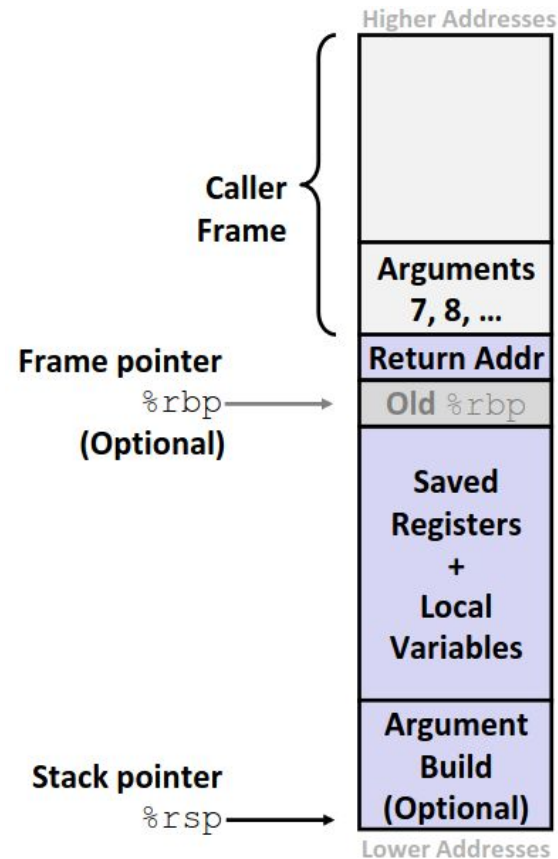 Higher Addresses
Caller
Frame
Arguments
7, 8, ...
Frame pointer
%rbp
(Optional)
Return Addr
Old %rbp
Saved
Registers
+
Local
Variables
Argument
Build
(Optional)
Stack pointer
%rsp
Lower Addresses